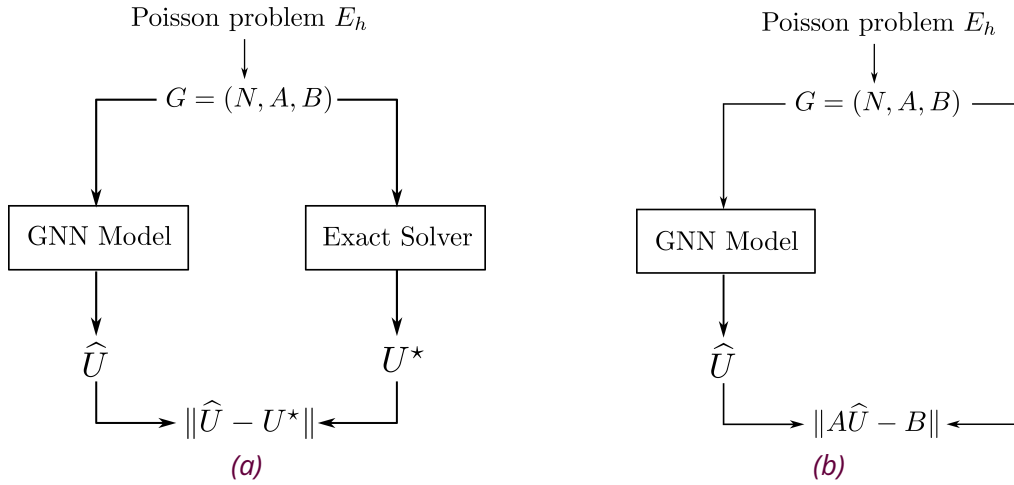 Poisson problem E_h
G = (N, A, B)
GNN Model
Exact Solver
Û
U⋆
‖Û − U⋆‖
(a)
Poisson problem E_h
G = (N, A, B)
GNN Model
Û
‖AÛ − B‖
(b)